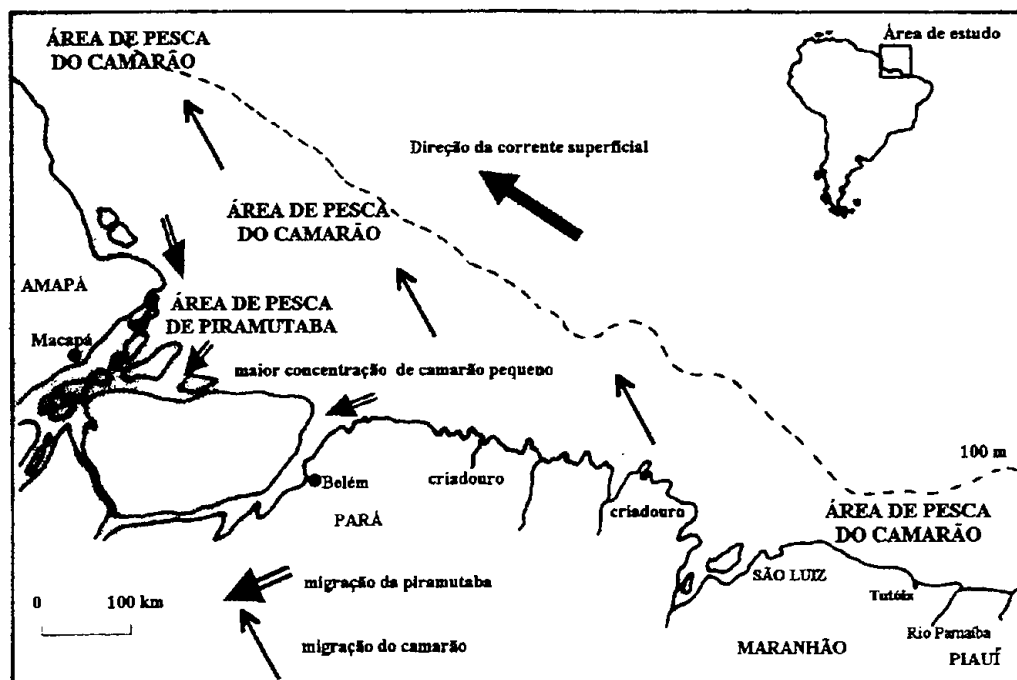 ÁREA DE PESCA
DO CAMARÃO
Área de estudo
Direção da corrente superficial
ÁREA DE PESCA
DO CAMARÃO
AMAPÁ
ÁREA DE PESCA
DE PIRAMUTABA
Macapá
maior concentração de camarão pequeno
100 m
criadouro
Belém
criadouro
ÁREA DE PESCA
DO CAMARÃO
PARÁ
SÃO LUIZ
migração da piramutaba
Tutóia
0 100 km
Rio Parnaíba
migração do camarão
MARANHÃO
PIAUÍ